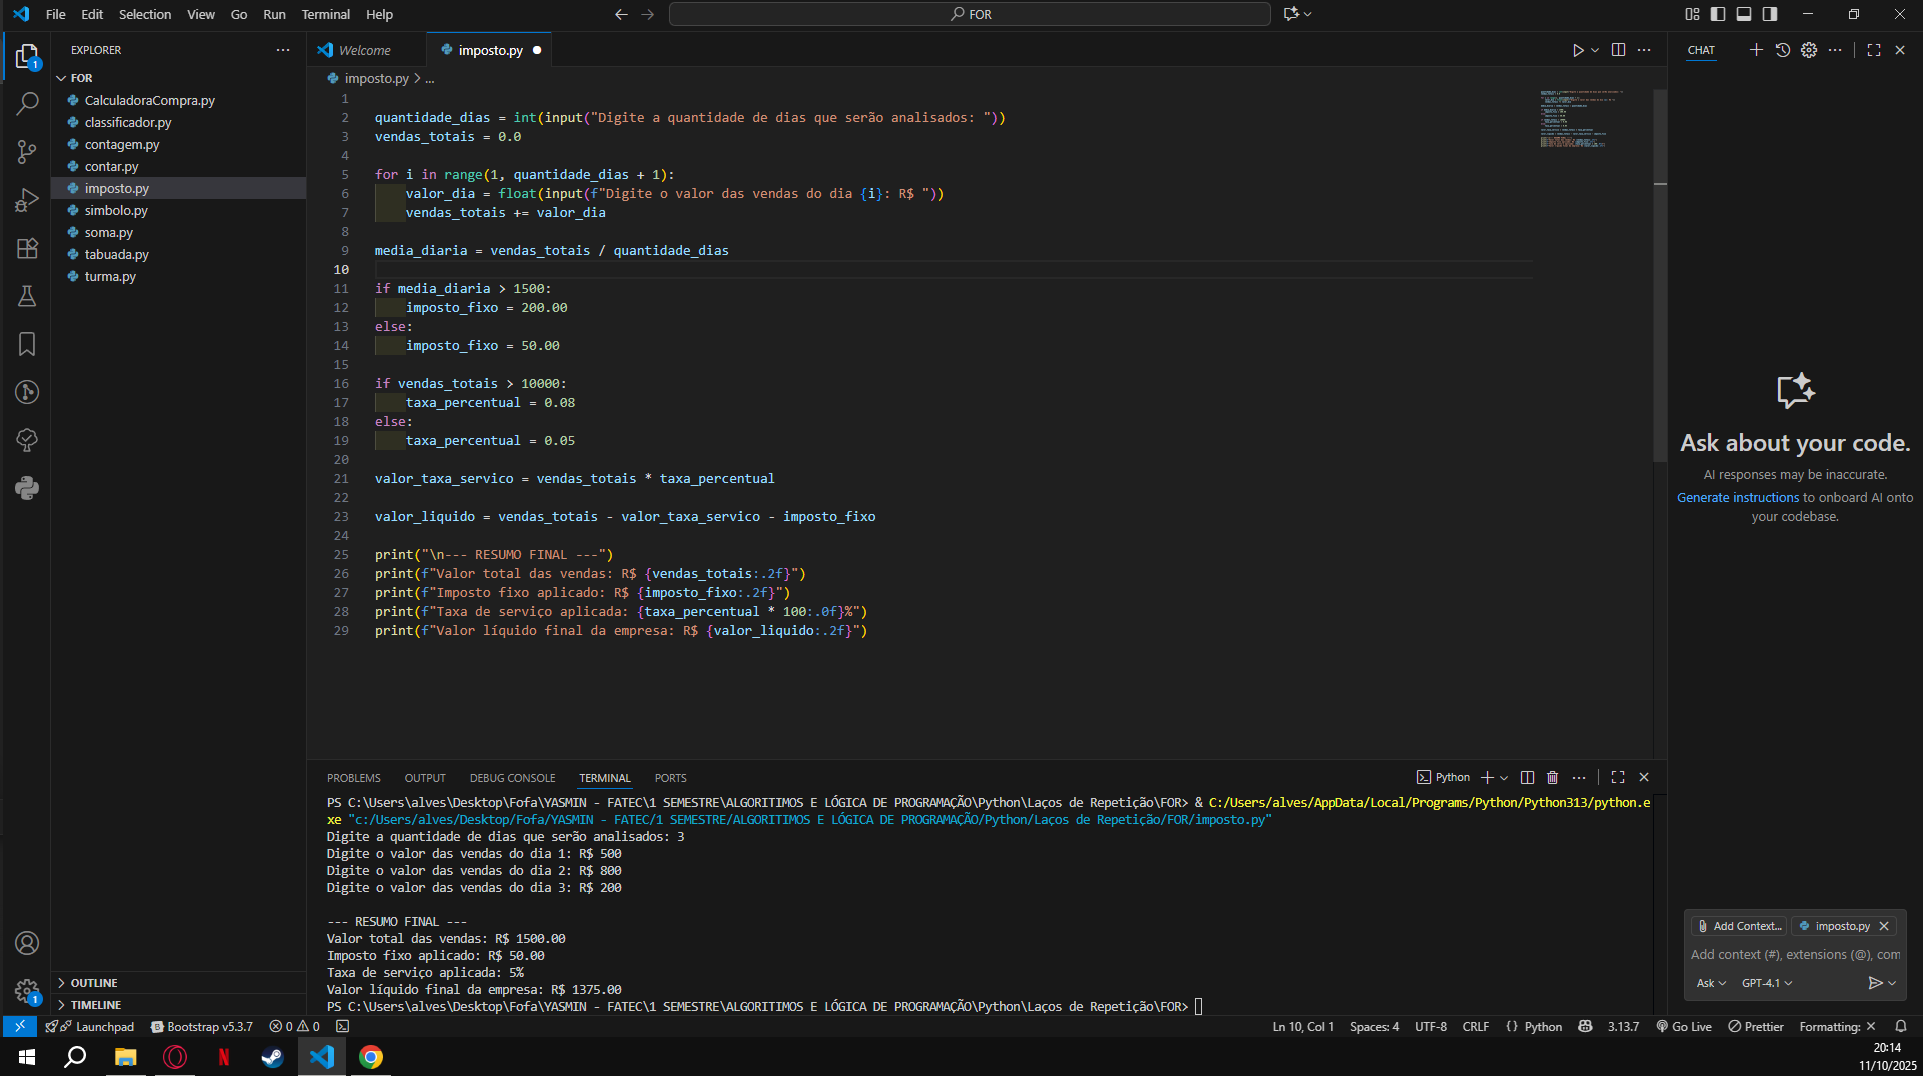 File Edit Selection View Go Run Terminal Help
FOR
EXPLORER
Welcome
imposto.py
CHAT
FOR
imposto.py > ...
CalculadoraCompra.py
classificador.py
contagem.py
contar.py
imposto.py
simbolo.py
soma.py
tabuada.py
turma.py
1
2 quantidade_dias = int(input("Digite a quantidade de dias que serão analisados: "))
3 vendas_totais = 0.0
4
5 for i in range(1, quantidade_dias + 1):
6     valor_dia = float(input(f"Digite o valor das vendas do dia {i}: R$ "))
7     vendas_totais += valor_dia
8
9 media_diaria = vendas_totais / quantidade_dias
10
11 if media_diaria > 1500:
12     imposto_fixo = 200.00
13 else:
14     imposto_fixo = 50.00
15
16 if vendas_totais > 10000:
17     taxa_percentual = 0.08
18 else:
19     taxa_percentual = 0.05
20
21 valor_taxa_servico = vendas_totais * taxa_percentual
22
23 valor_liquido = vendas_totais - valor_taxa_servico - imposto_fixo
24
25 print("\n--- RESUMO FINAL ---")
26 print(f"Valor total das vendas: R$ {vendas_totais:.2f}")
27 print(f"Imposto fixo aplicado: R$ {imposto_fixo:.2f}")
28 print(f"Taxa de serviço aplicada: {taxa_percentual * 100:.0f}%")
29 print(f"Valor líquido final da empresa: R$ {valor_liquido:.2f}")
Ask about your code.
AI responses may be inaccurate.
Generate instructions to onboard AI onto
your codebase.
PROBLEMS OUTPUT DEBUG CONSOLE TERMINAL PORTS
Python
PS C:\Users\alves\Desktop\Fofa\YASMIN - FATEC\1 SEMESTRE\ALGORITIMOS E LÓGICA DE PROGRAMAÇÃO\Python\Laços de Repetição\FOR> & C:/Users/alves/AppData/Local/Programs/Python/Python313/python.e
xe "c:/Users/alves/Desktop/Fofa/YASMIN - FATEC/1 SEMESTRE/ALGORITIMOS E LÓGICA DE PROGRAMAÇÃO/Python/Laços de Repetição/FOR/imposto.py"
Digite a quantidade de dias que serão analisados: 3
Digite o valor das vendas do dia 1: R$ 500
Digite o valor das vendas do dia 2: R$ 800
Digite o valor das vendas do dia 3: R$ 200
--- RESUMO FINAL ---
Valor total das vendas: R$ 1500.00
Imposto fixo aplicado: R$ 50.00
Taxa de serviço aplicada: 5%
Valor líquido final da empresa: R$ 1375.00
PS C:\Users\alves\Desktop\Fofa\YASMIN - FATEC\1 SEMESTRE\ALGORITIMOS E LÓGICA DE PROGRAMAÇÃO\Python\Laços de Repetição\FOR>
Add Context... imposto.py
Add context (#), extensions (@), com
Ask GPT-4.1
OUTLINE
TIMELINE
1
1
Launchpad Bootstrap v5.3.7 0 0
Ln 10, Col 1 Spaces: 4 UTF-8 CRLF {} Python 3.13.7 Go Live Prettier Formatting:
20:14
11/10/2025